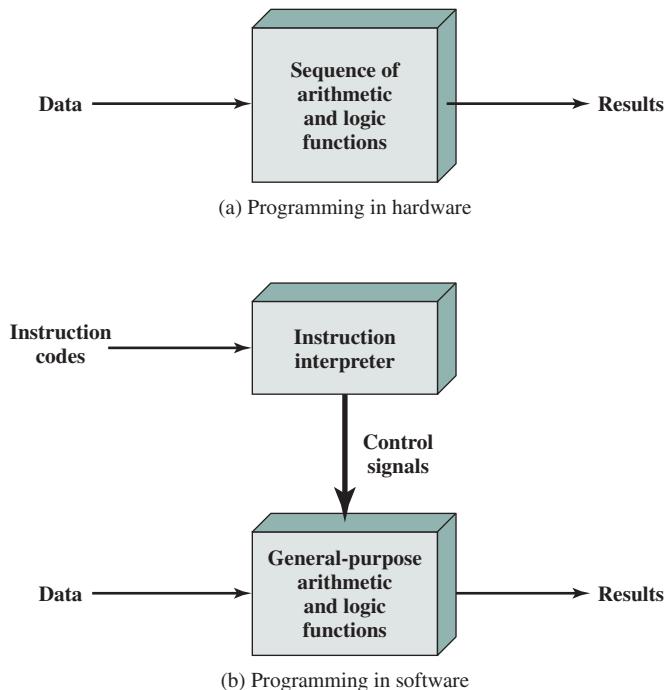 Data
Sequence of
arithmetic
and logic
functions
Results
(a) Programming in hardware
Instruction
codes
Instruction
interpreter
Control
signals
Data
General-purpose
arithmetic
and logic
functions
Results
(b) Programming in software